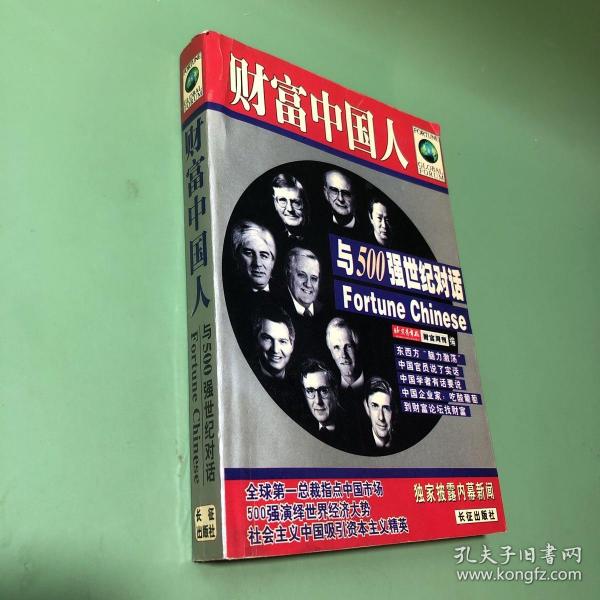 财富中国人
FORTUNE
GLOBAL
FORUM
与500强世纪对话
Fortune Chinese
北京青年报 财富周刊 编
东西方“脑力激荡”
中国官员说了实话
中国学者有话要说
中国企业家：吃酸葡萄
到财富论坛找财富
全球第一总裁指点中国市场
500强演绎世界经济大势
社会主义中国吸引资本主义精英
独家披露内幕新闻
长征出版社
FORTUNE
GLOBAL
FORUM
财富中国人
与500强世纪对话
Fortune Chinese
长征
出版社
孔夫子旧书网
www.kongfz.com